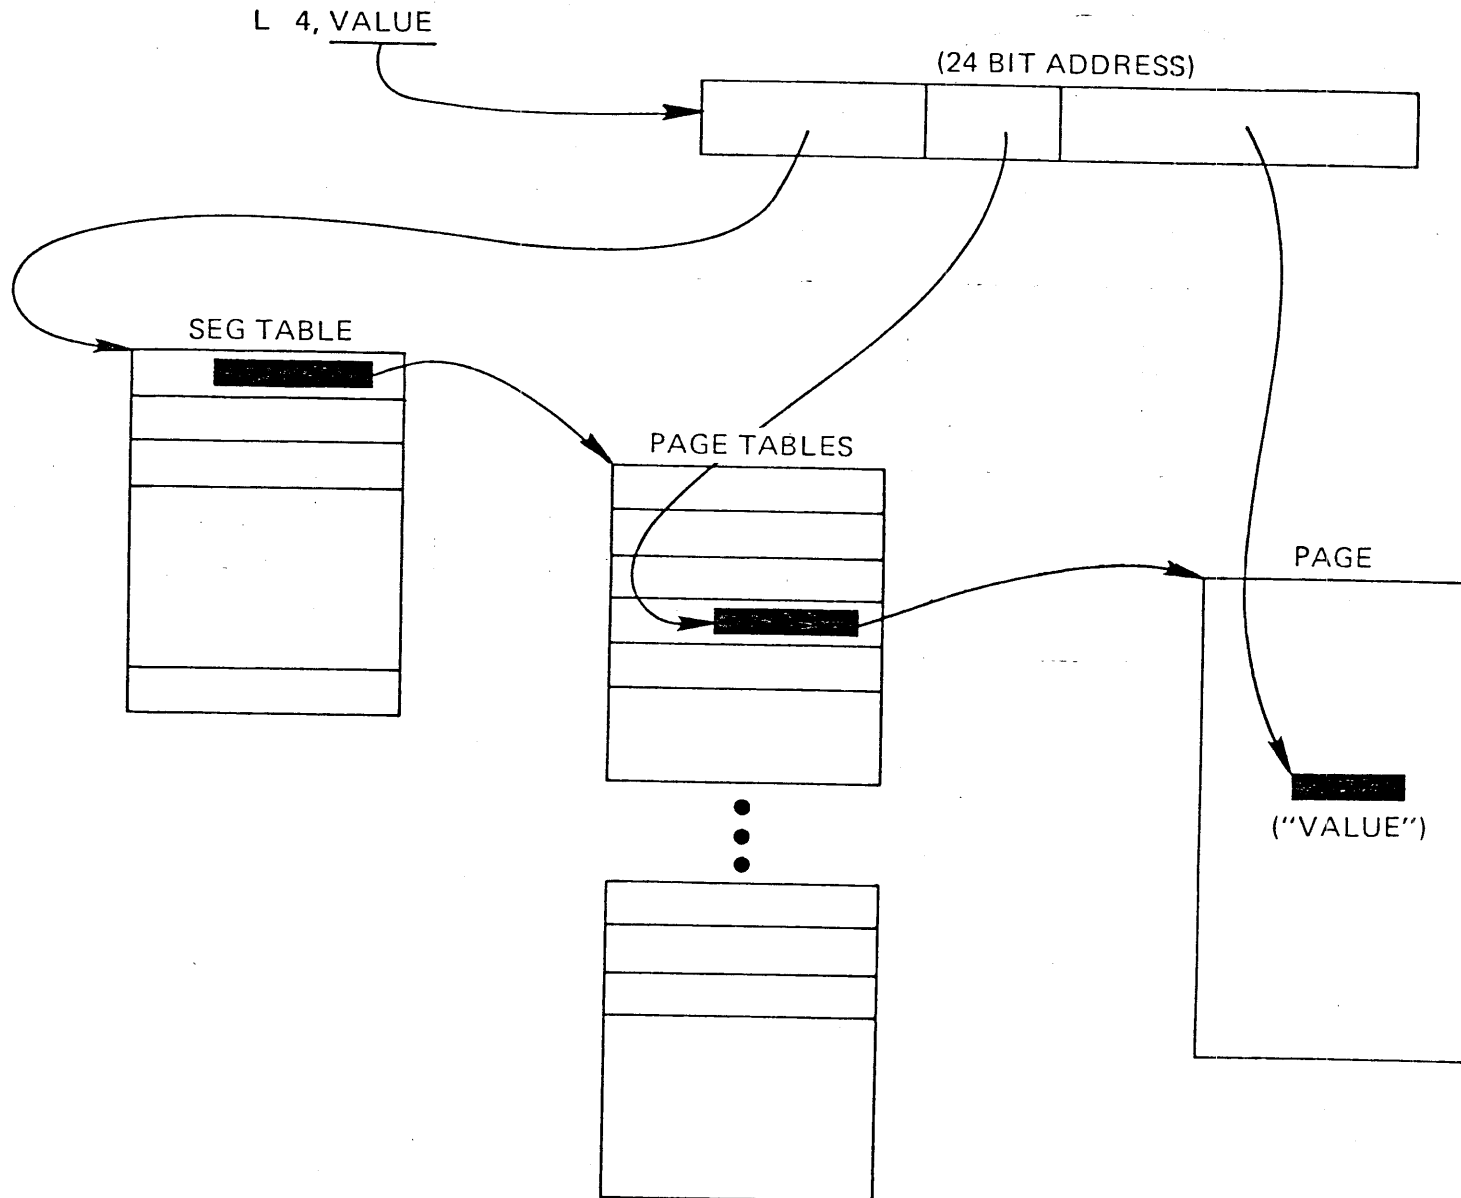 L 4, VALUE
(24 BIT ADDRESS)
SEG TABLE
PAGE TABLES
PAGE
("VALUE")